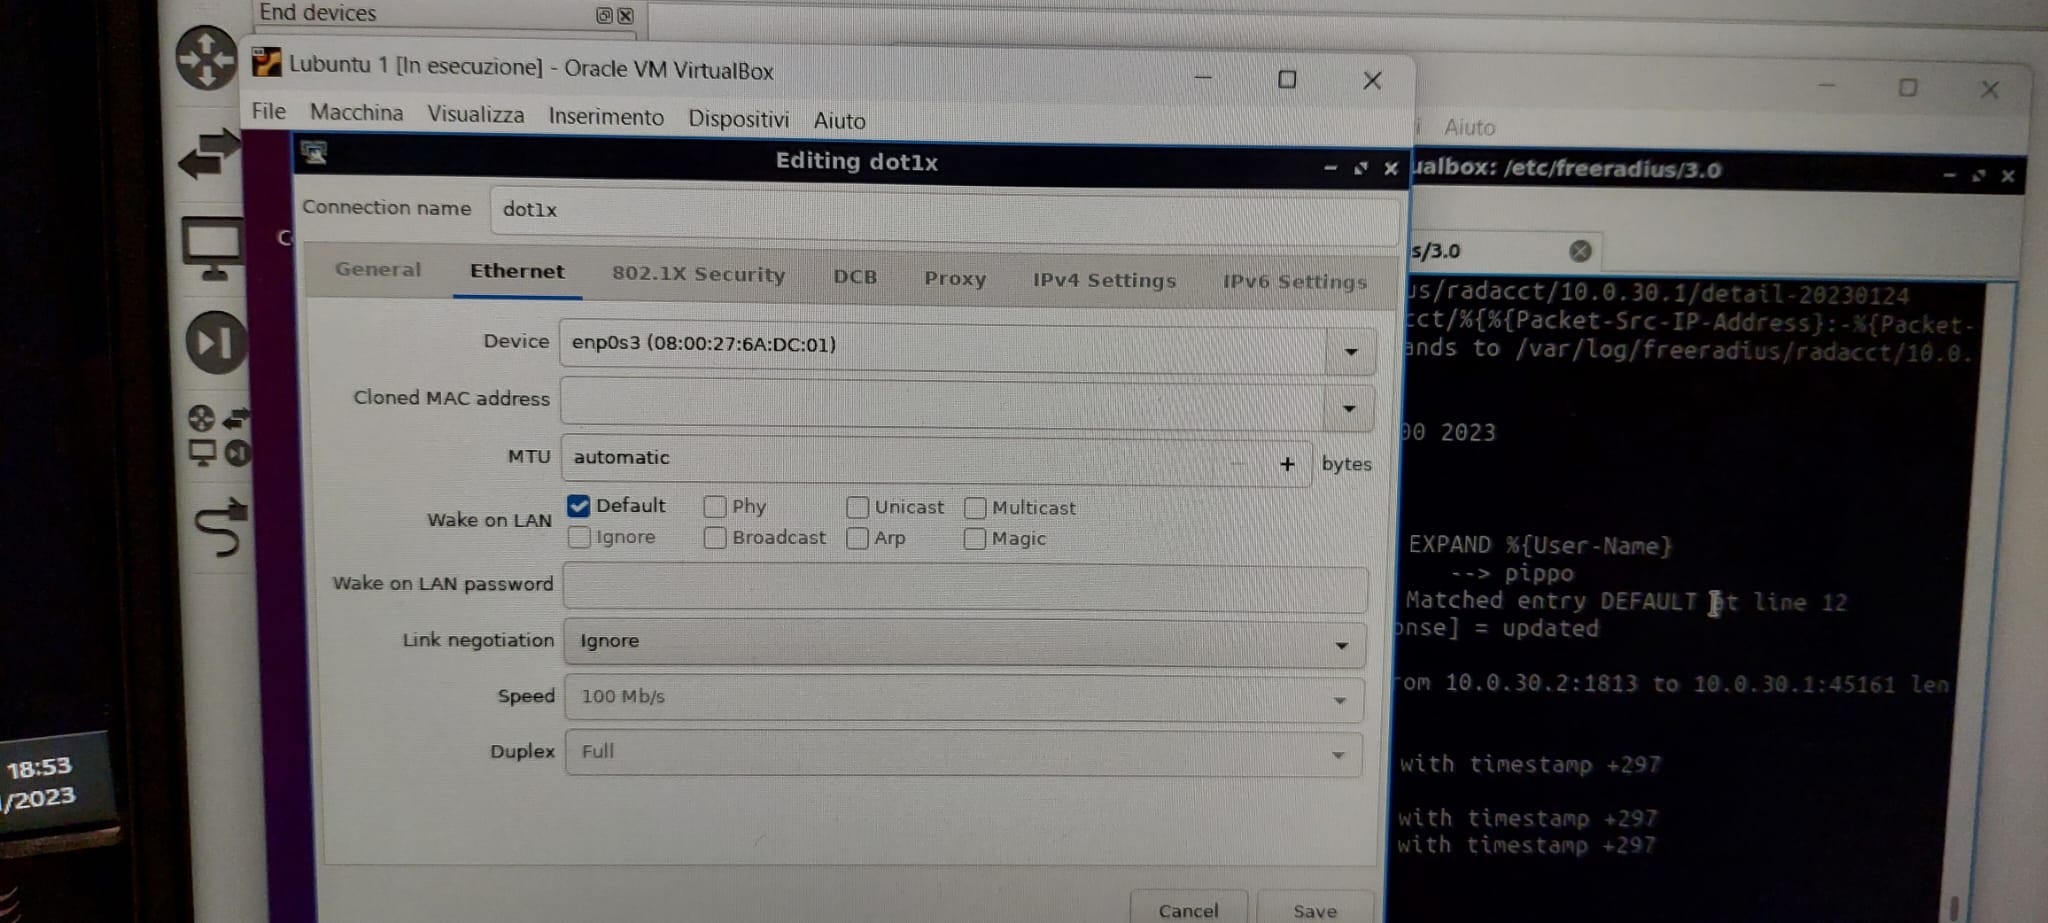 End devices
Lubuntu 1 [In esecuzione] - Oracle VM VirtualBox
File Macchina Visualizza Inserimento Dispositivi Aiuto
Editing dot1x
Connection name dot1x
General Ethernet 802.1X Security DCB Proxy IPv4 Settings IPv6 Settings
Device enp0s3 (08:00:27:6A:DC:01)
Cloned MAC address
MTU automatic - + bytes
Wake on LAN
Default Phy Unicast Multicast
Ignore Broadcast Arp Magic
Wake on LAN password
Link negotiation Ignore
Speed 100 Mb/s
Duplex Full
Cancel Save
Aiuto
ualbox: /etc/freeradius/3.0
s/3.0
us/radacct/10.0.30.1/detail-20230124
cct/%{%{Packet-Src-IP-Address}:-%{Packet-
ands to /var/log/freeradius/radacct/10.0.
00 2023
EXPAND %{User-Name}
--> pippo
Matched entry DEFAULT at line 12
onse] = updated
rom 10.0.30.2:1813 to 10.0.30.1:45161 len
with timestamp +297
with timestamp +297
with timestamp +297
18:53
/2023